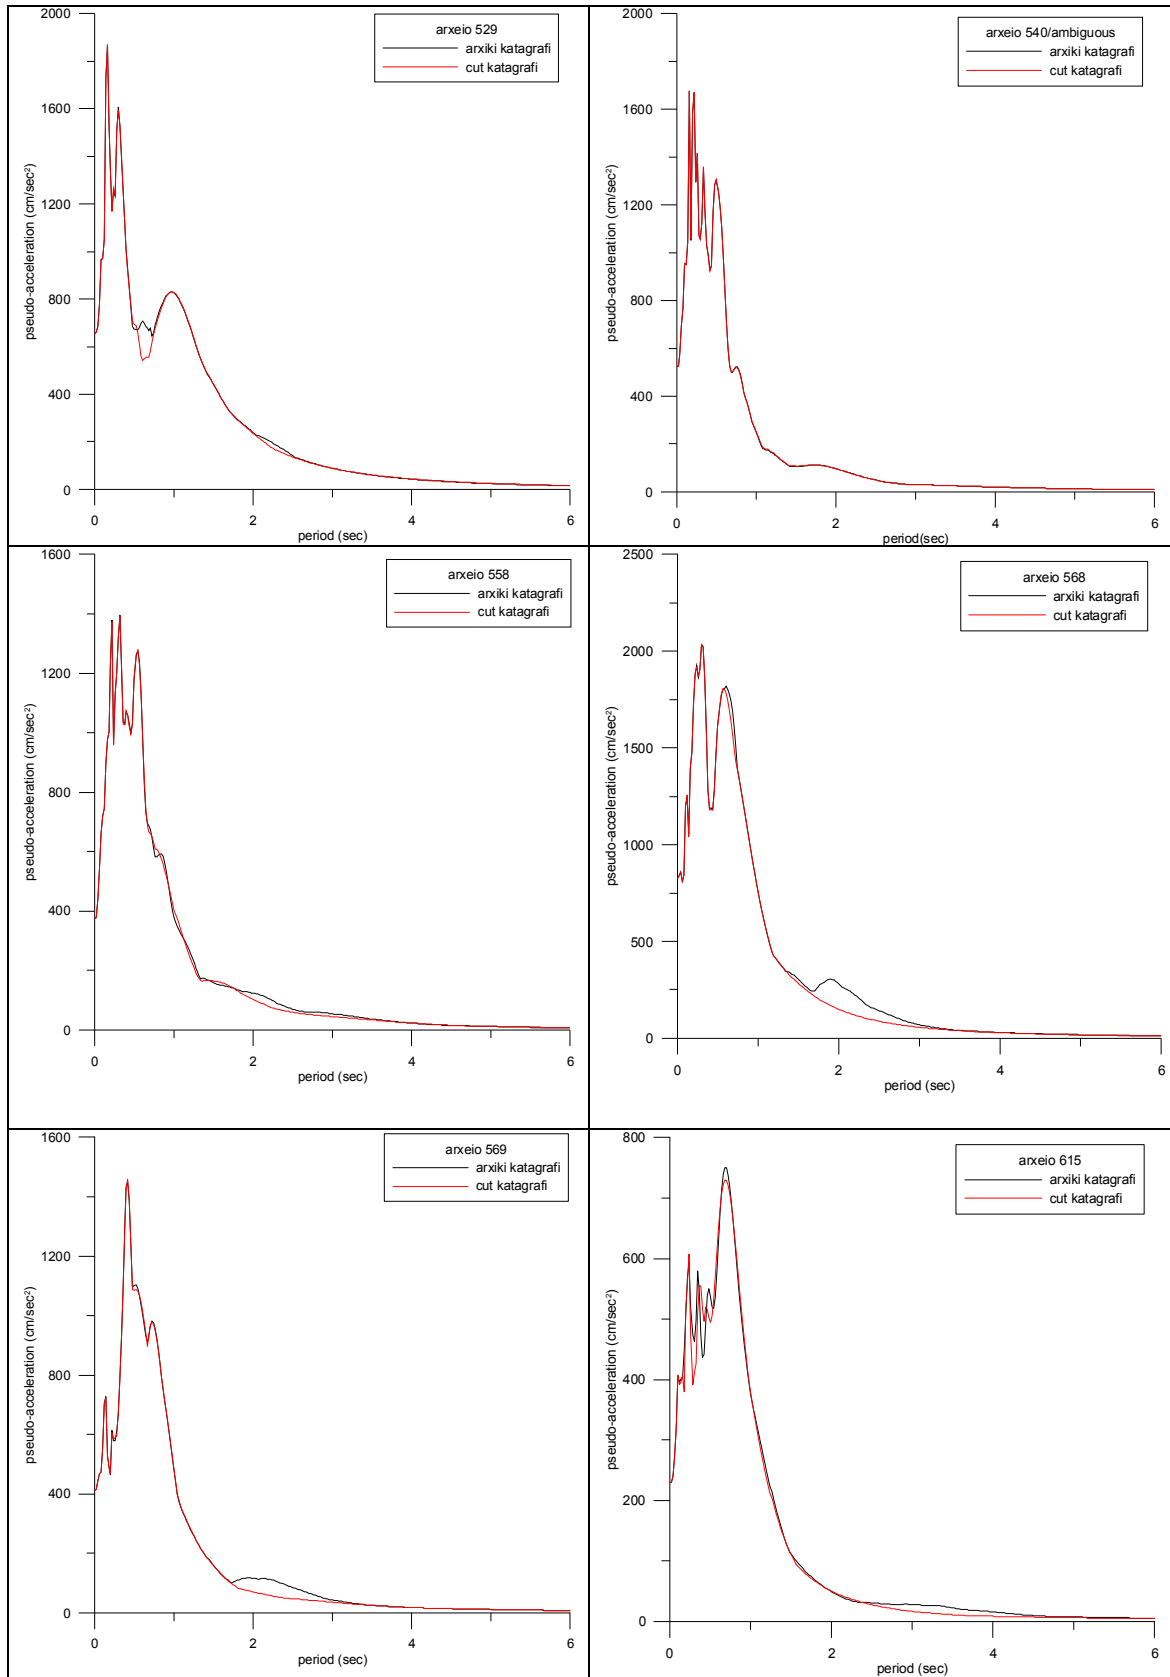 arxeio 529
arxiki katagrafi
cut katagrafi
pseudo-acceleration (cm/sec²)
2000
1600
1200
800
400
0
0 2 4 6
period (sec)
arxeio 540/ambiguous
arxiki katagrafi
cut katagrafi
pseudo-acceleration (cm/sec²)
2000
1600
1200
800
400
0
0 2 4 6
period(sec)
arxeio 558
arxiki katagrafi
cut katagrafi
pseudo-acceleration (cm/sec²)
1600
1200
800
400
0
0 2 4 6
period (sec)
arxeio 568
arxiki katagrafi
cut katagrafi
pseudo-acceleration (cm/sec²)
2500
2000
1500
1000
500
0
0 2 4 6
period (sec)
arxeio 569
arxiki katagrafi
cut katagrafi
pseudo-acceleration (cm/sec²)
1600
1200
800
400
0
0 2 4 6
period (sec)
arxeio 615
arxiki katagrafi
cut katagrafi
pseudo-acceleration (cm/sec²)
800
600
400
200
0
0 2 4 6
period (sec)